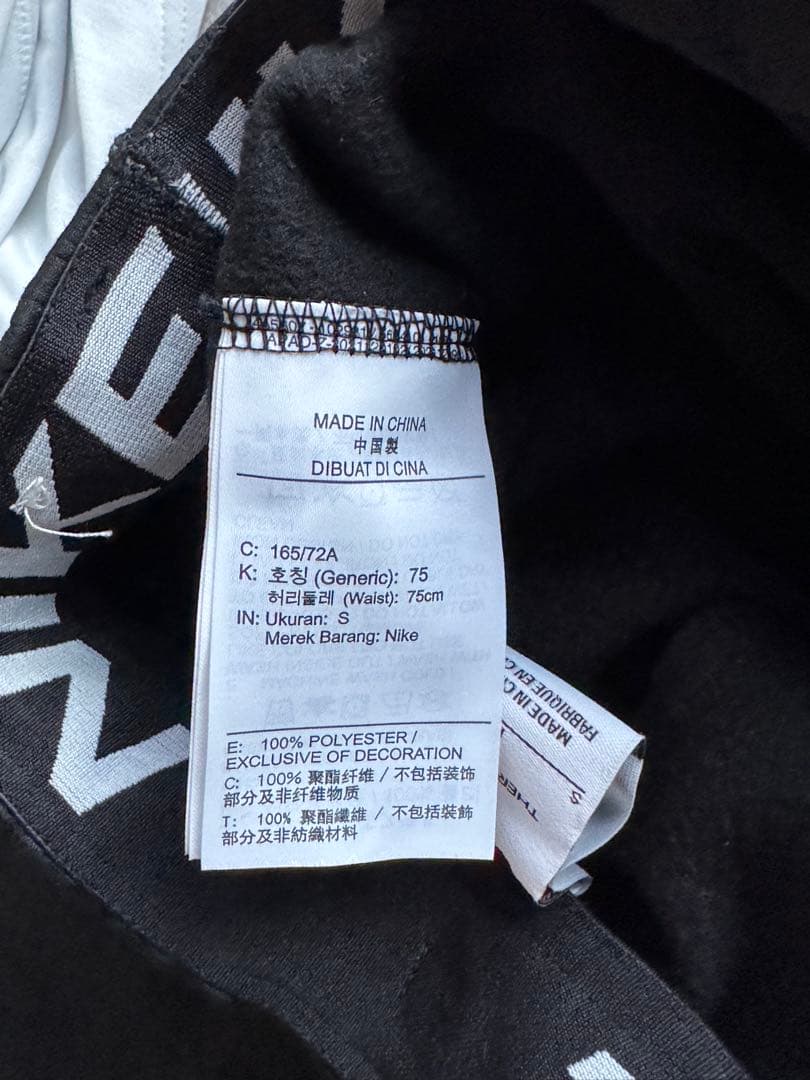 NIKE
MADE IN CHINA
中国製
DIBUAT DI CINA
C: 165/72A
K: 호칭 (Generic): 75
허리둘레 (Waist): 75cm
IN: Ukuran: S
Merek Barang: Nike
E: 100% POLYESTER /
EXCLUSIVE OF DECORATION
C: 100% 聚酯纤维 / 不包括装饰
部分及非纤维物质
T: 100% 聚酯纖維 / 不包括裝飾
部分及非紡織材料
MADE IN
FABRIQUE EN
S